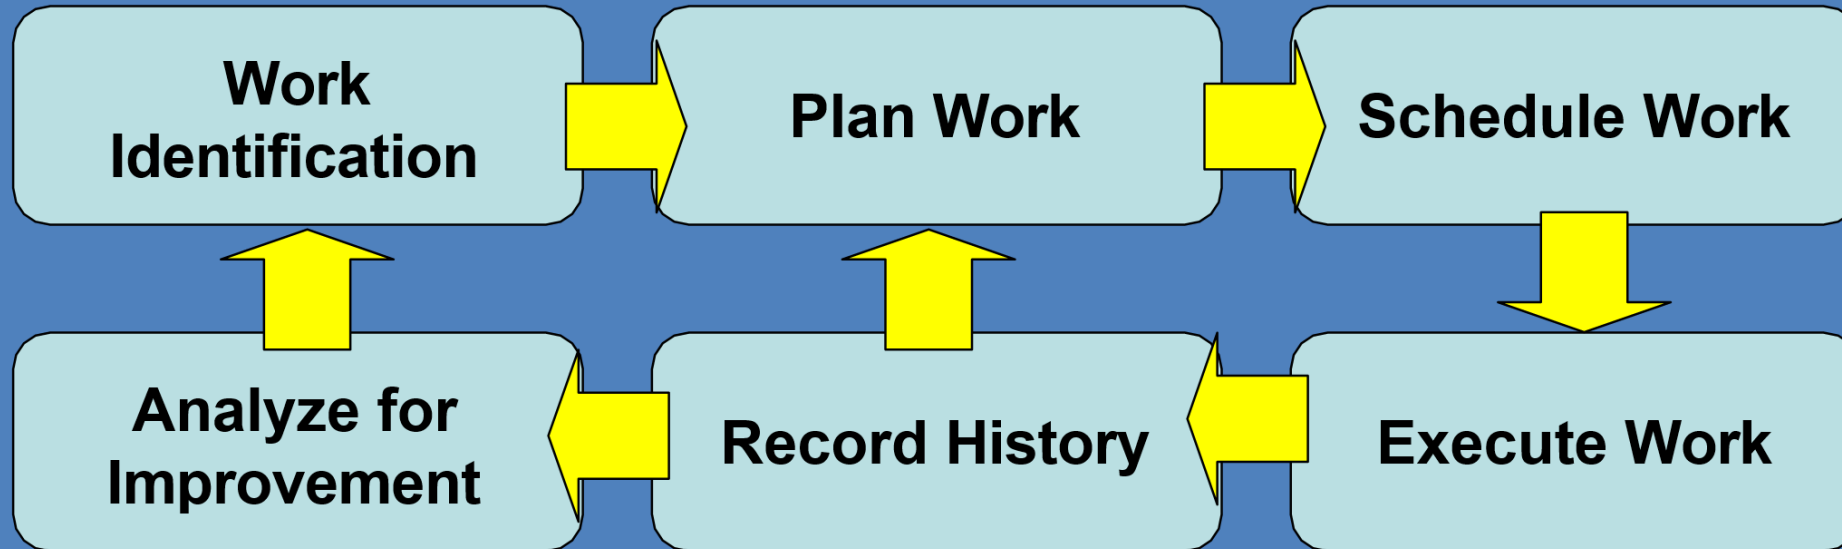 Work
Identification
Plan Work
Schedule Work
Analyze for
Improvement
Record History
Execute Work